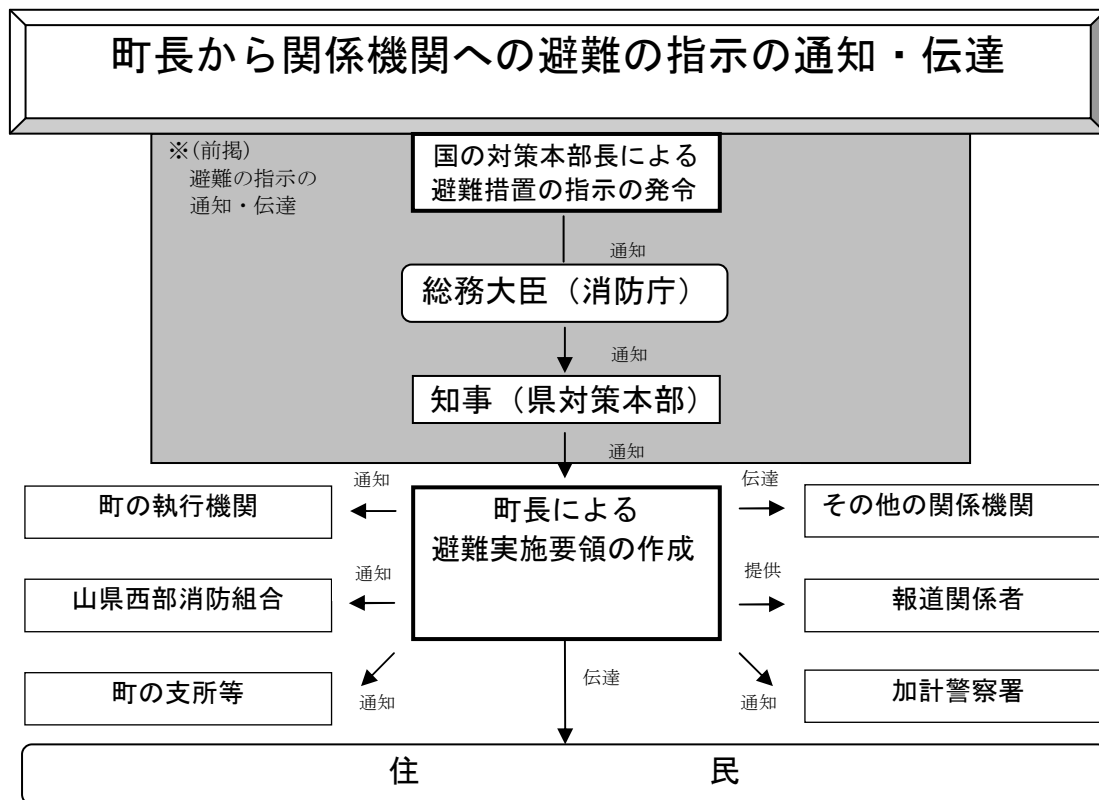 町長から関係機関への避難の指示の通知・伝達
※(前掲)
避難の指示の
通知・伝達
国の対策本部長による
避難措置の指示の発令
通知
総務大臣（消防庁）
通知
知事（県対策本部）
通知
町の執行機関
通知
町長による
避難実施要領の作成
伝達
その他の関係機関
山県西部消防組合
通知
提供
報道関係者
町の支所等
通知
伝達
通知
加計警察署
住 民